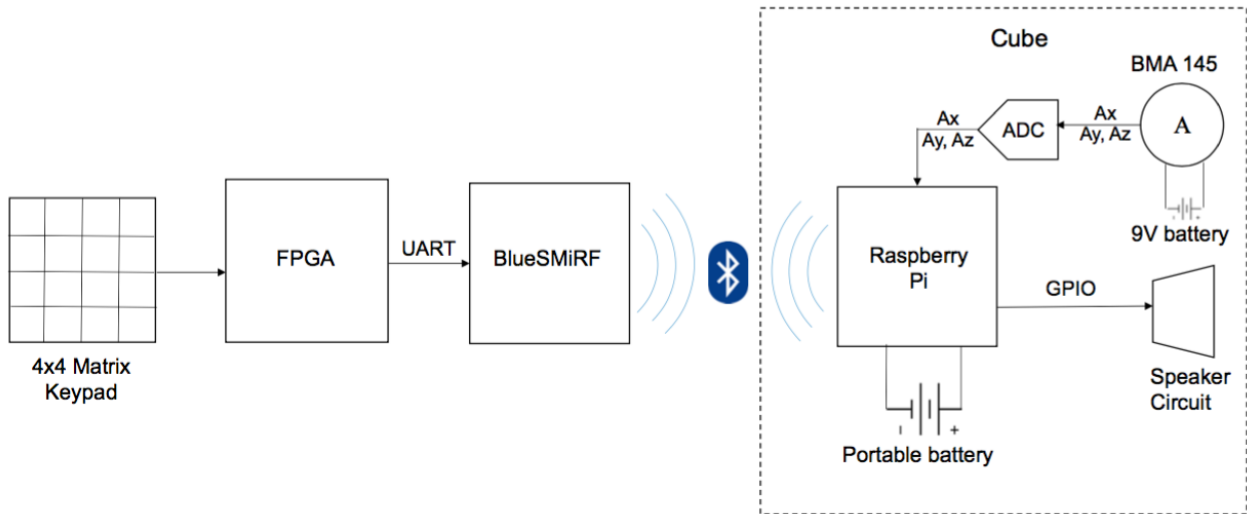 4x4 Matrix
Keypad
FPGA
UART
BlueSMiRF
Cube
BMA 145
A
9V battery
Ax
Ay, Az
ADC
Ax
Ay, Az
Raspberry
Pi
- +
Portable battery
GPIO
Speaker
Circuit